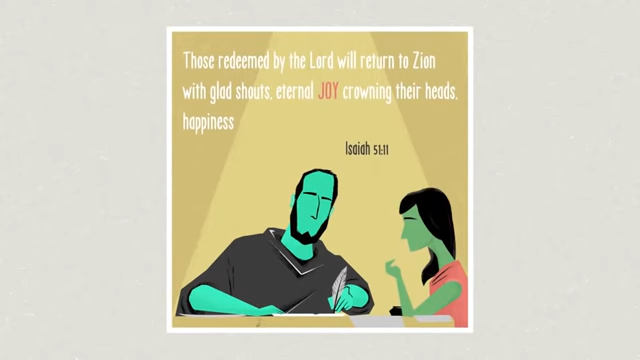 Those redeemed by the Lord will return to Zion
with glad shouts, eternal JOY crowning their heads,
happiness
Isaiah 51:11